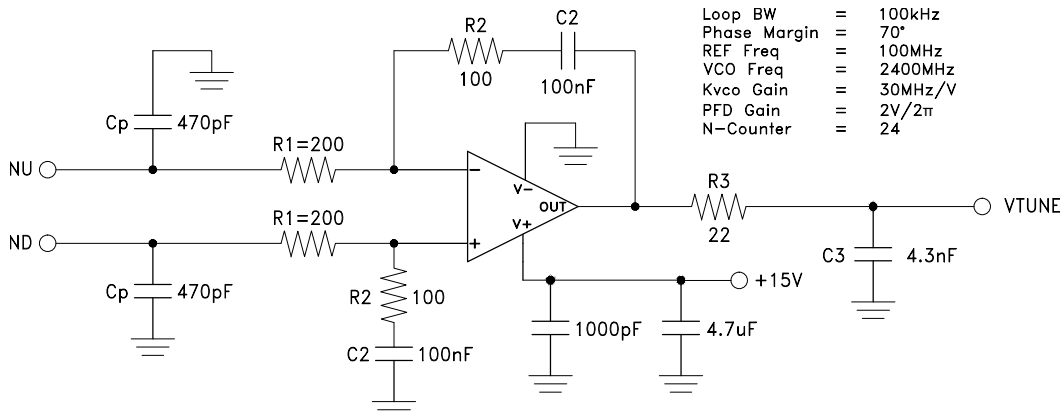 Loop BW = 100kHz
Phase Margin = 70°
REF Freq = 100MHz
VCO Freq = 2400MHz
Kvco Gain = 30MHz/V
PFD Gain = 2V/2π
N-Counter = 24
R2
100
C2
100nF
Cp
470pF
R1=200
NU
−
V−
OUT
V+
+
R3
22
VTUNE
R1=200
ND
C3
4.3nF
Cp
470pF
R2
100
+15V
1000pF
4.7uF
C2
100nF